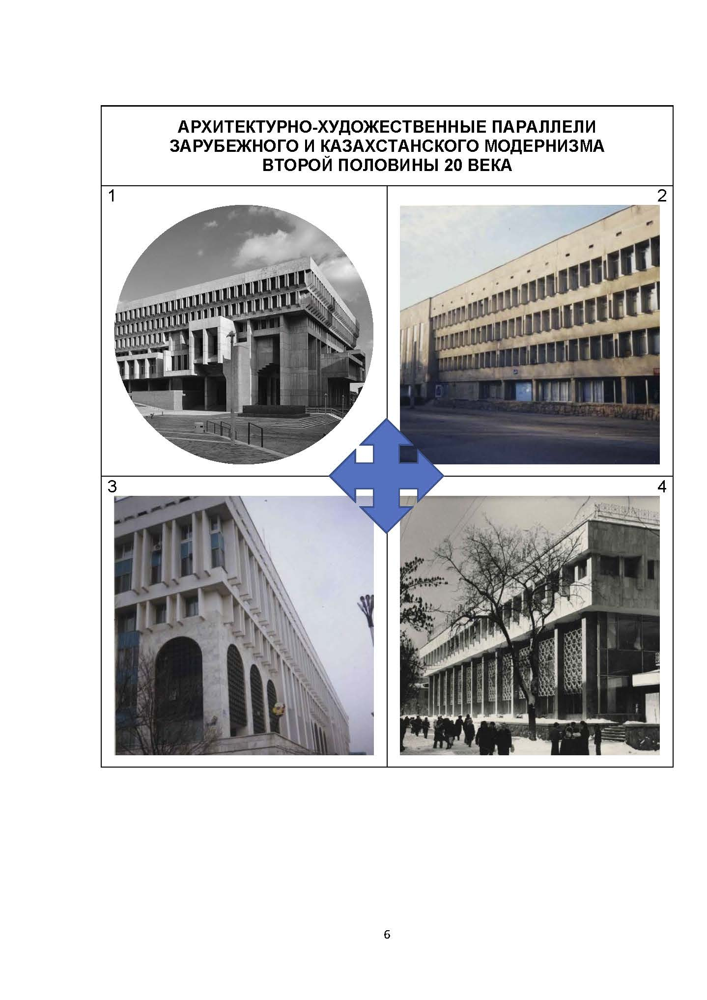 АРХИТЕКТУРНО-ХУДОЖЕСТВЕННЫЕ ПАРАЛЛЕЛИ
ЗАРУБЕЖНОГО И КАЗАХСТАНСКОГО МОДЕРНИЗМА
ВТОРОЙ ПОЛОВИНЫ 20 ВЕКА
1
2
3
4
6